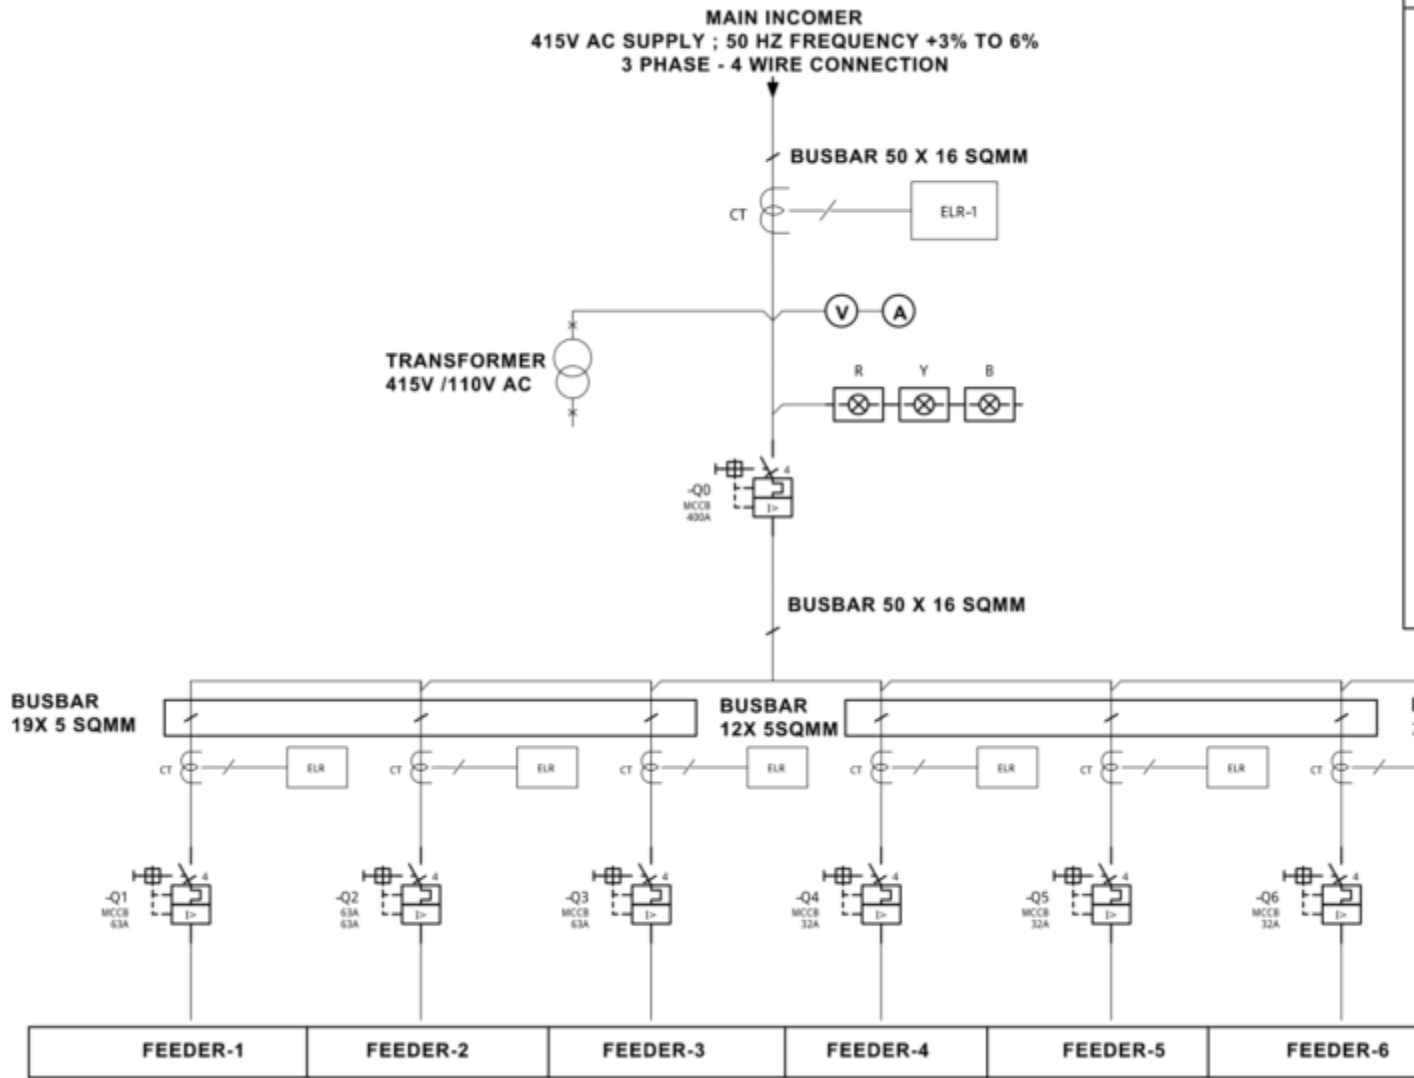 MAIN INCOMER
415V AC SUPPLY ; 50 HZ FREQUENCY +3% TO 6%
3 PHASE - 4 WIRE CONNECTION
BUSBAR 50 X 16 SQMM
CT
ELR-1
V
A
TRANSFORMER
415V /110V AC
R Y B
4
-Q0
MCCB
400A
I>
BUSBAR 50 X 16 SQMM
BUSBAR
19X 5 SQMM
BUSBAR
12X 5SQMM
CT ELR CT ELR CT ELR CT ELR CT ELR CT
4 4 4 4 4 4
-Q1
MCCB
63A
I>
-Q2
63A
63A
I>
-Q3
MCCB
63A
I>
-Q4
MCCB
32A
I>
-Q5
MCCB
32A
I>
-Q6
MCCB
32A
I>
FEEDER-1 FEEDER-2 FEEDER-3 FEEDER-4 FEEDER-5 FEEDER-6